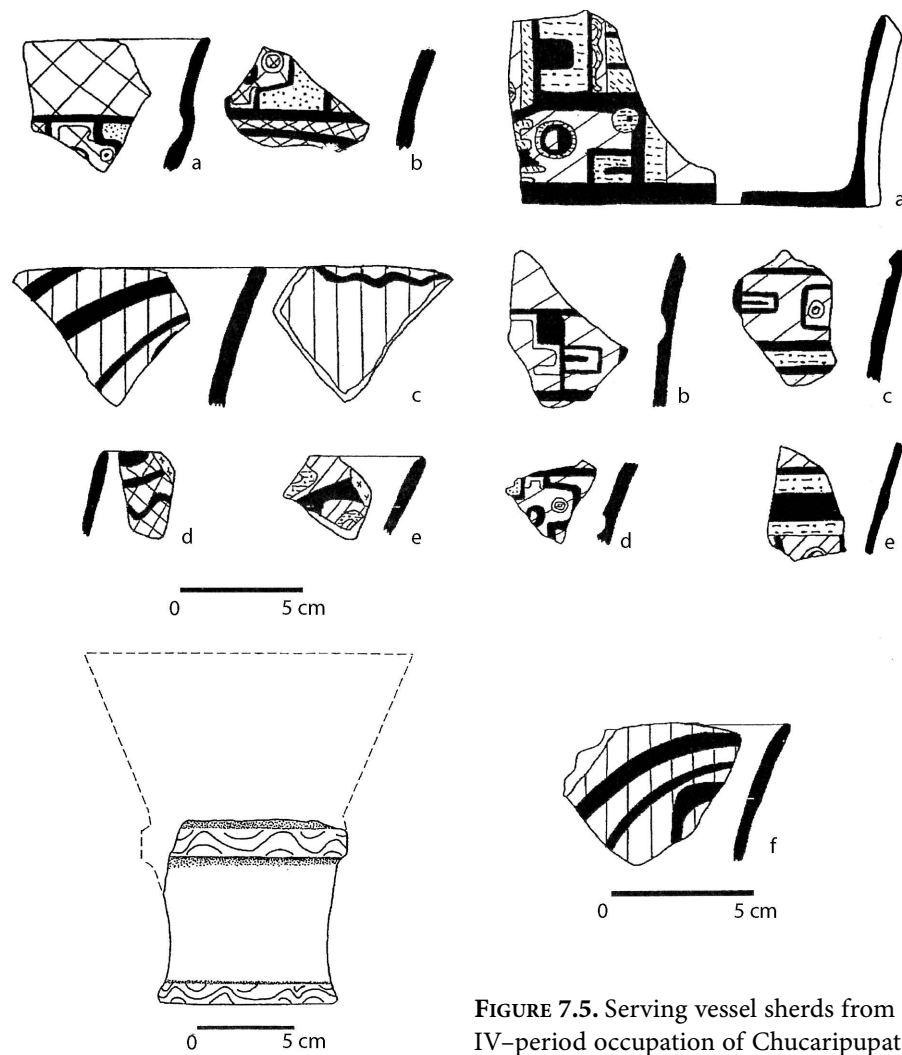 a
b
c
d
e
0 5 cm
0 5 cm
a
b
c
d
e
f
0 5 cm
FIGURE 7.5. Serving vessel sherds from
IV–period occupation of Chucaripupat